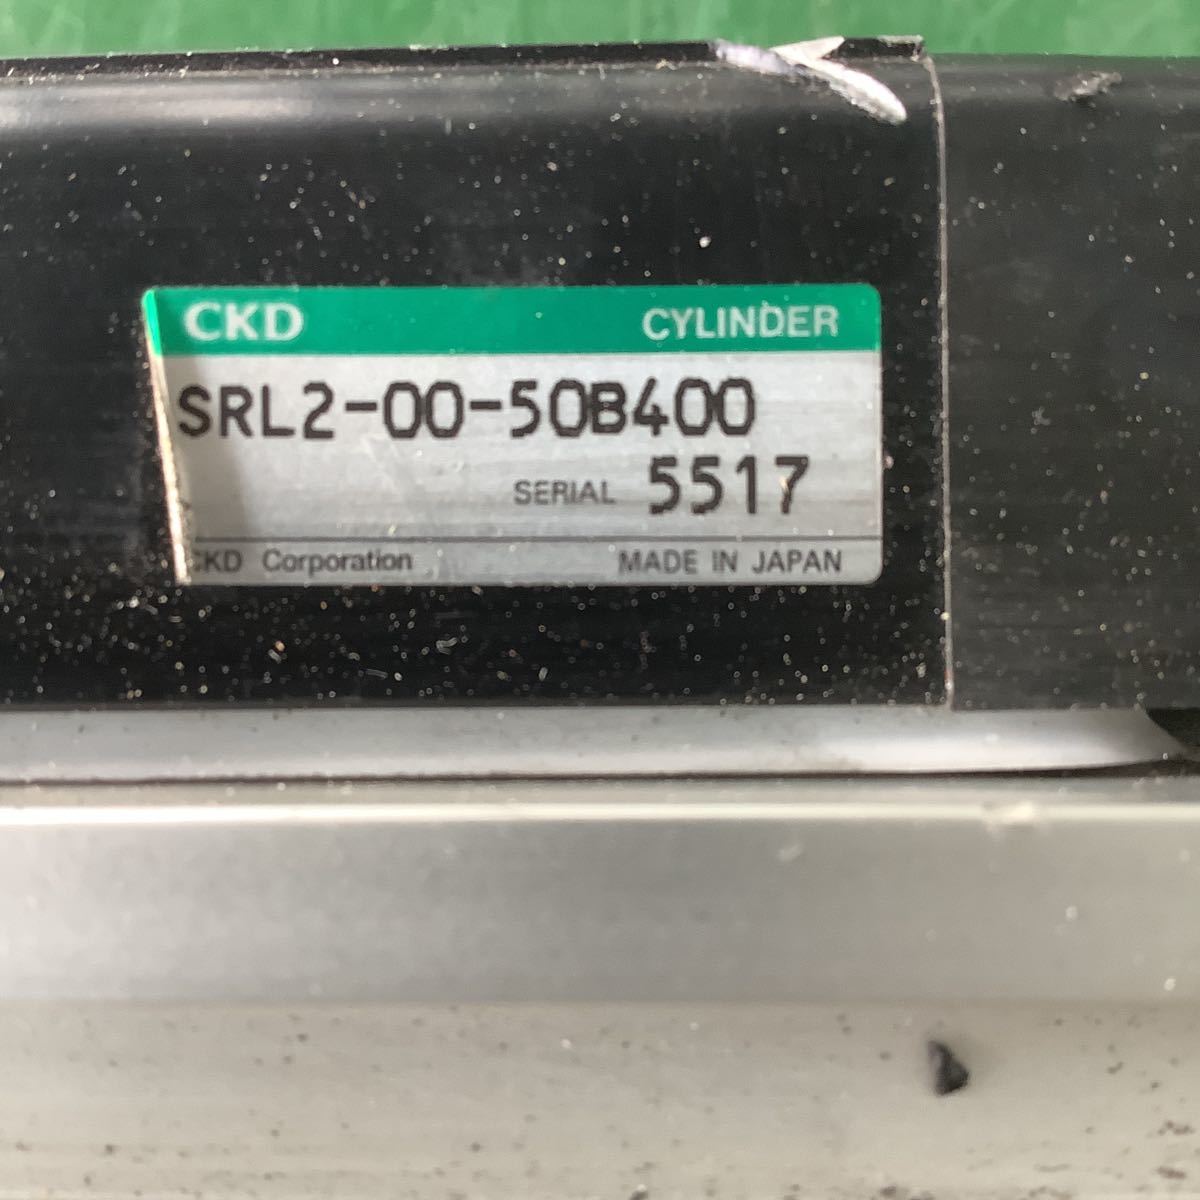 CKD CYLINDER
SRL2-00-50B400
SERIAL 5517
CKD Corporation MADE IN JAPAN